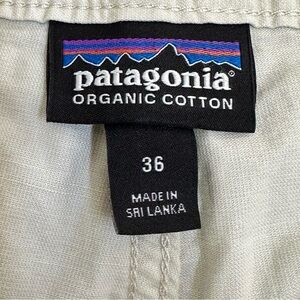 patagonia®
ORGANIC COTTON
36
MADE IN
SRI LANKA